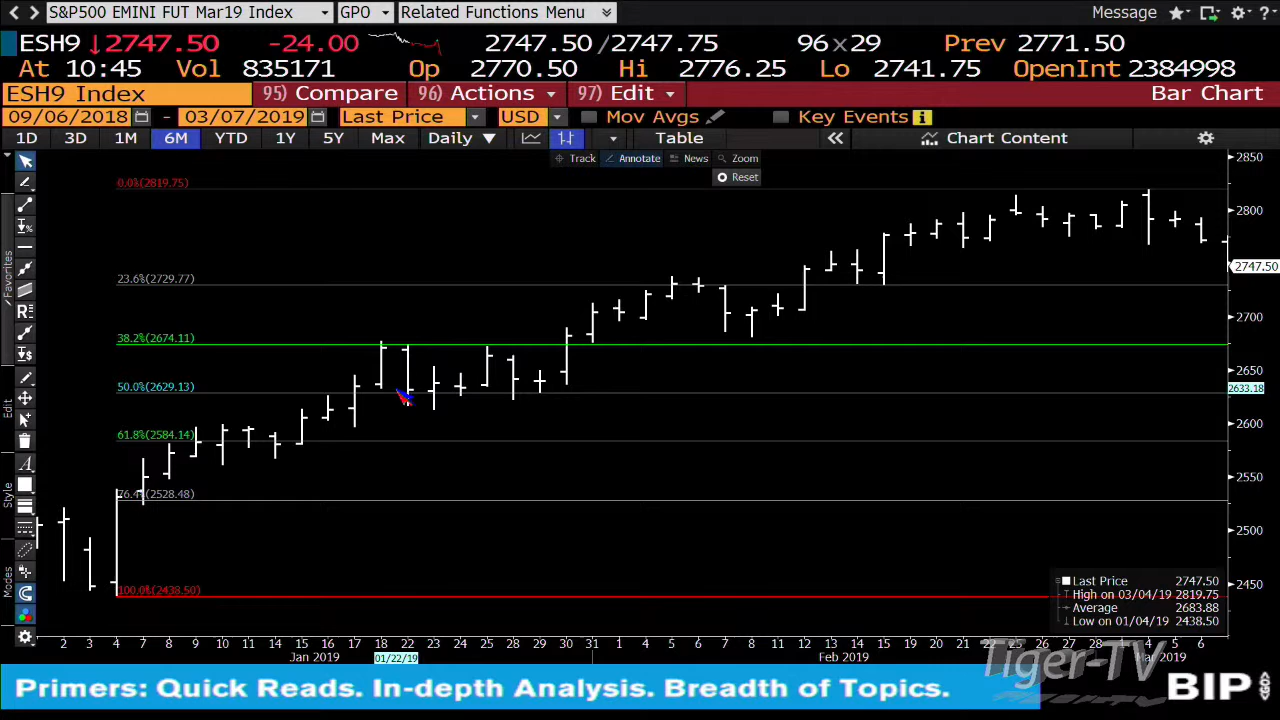 S&P500 EMINI FUT Mar19 Index GPO Related Functions Menu Message ?
ESH9 ↓2747.50 -24.00 2747.50/2747.75 96x29 Prev 2771.50
At 10:45 Vol 835171 Op 2770.50 Hi 2776.25 Lo 2741.75 OpenInt 2384998
ESH9 Index 95) Compare 96) Actions 97) Edit Bar Chart
09/06/2018 - 03/07/2019 Last Price USD Mov Avgs Key Events i
1D 3D 1M 6M YTD 1Y 5Y Max Daily Table Chart Content
Track Annotate News Zoom
Reset
0.0%(2819.75)
23.6%(2729.77)
38.2%(2674.11)
50.0%(2629.13)
61.8%(2584.14)
76.4%(2528.48)
100.0%(2438.50)
2850
2800
2747.50
2700
2650
2633.18
2600
2550
2500
2450
Favorites
Edit
Style
Modes
Last Price 2747.50
High on 03/04/19 2819.75
Average 2683.88
Low on 01/04/19 2438.50
2 3 4 7 8 9 10 11 14 15 16 17 18 22 23 24 25 28 29 30 31 1 4 5 6 7 8 11 12 13 14 15 19 20 21 22 25 26 27 28 1 4 5 6
Jan 2019 01/22/19 Feb 2019 Mar 2019
Tiger-TV
Primers: Quick Reads. In-depth Analysis. Breadth of Topics.
BIP